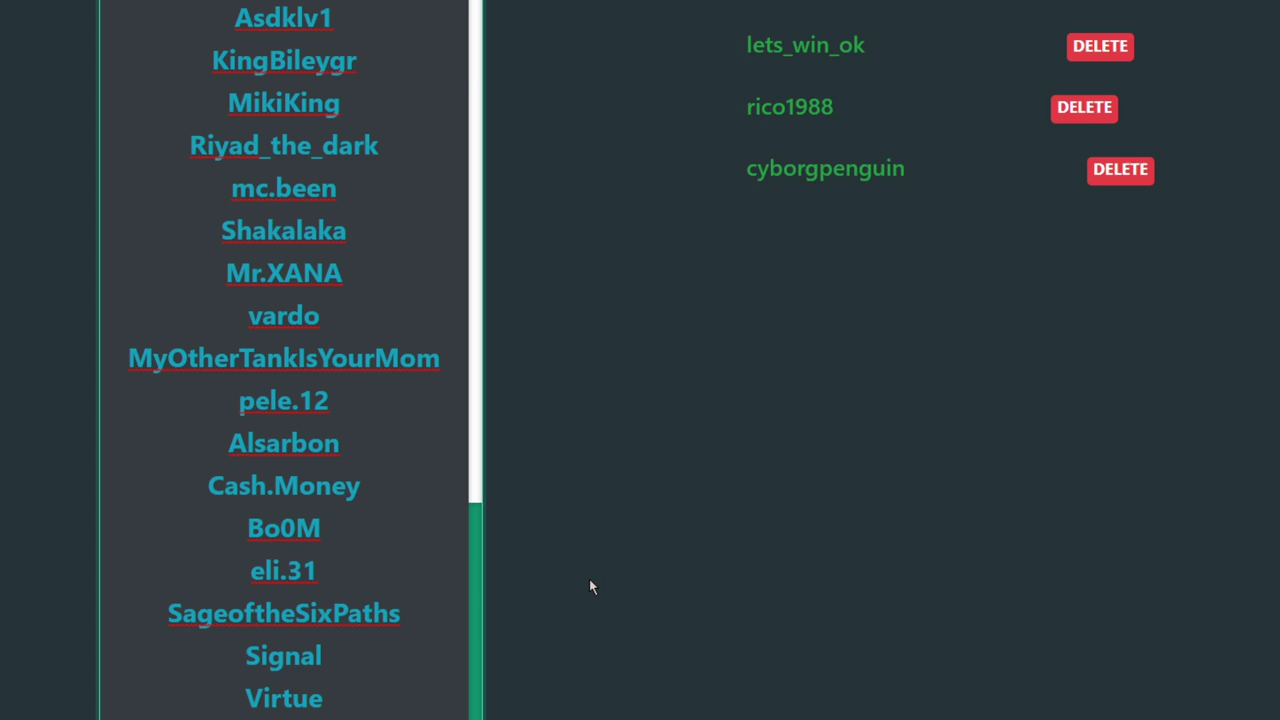 Asdklv1
KingBileygr
MikiKing
Riyad_the_dark
mc.been
Shakalaka
Mr.XANA
vardo
MyOtherTankIsYourMom
pele.12
Alsarbon
Cash.Money
Bo0M
eli.31
SageoftheSixPaths
Signal
Virtue
lets_win_ok DELETE
rico1988 DELETE
cyborgpenguin DELETE